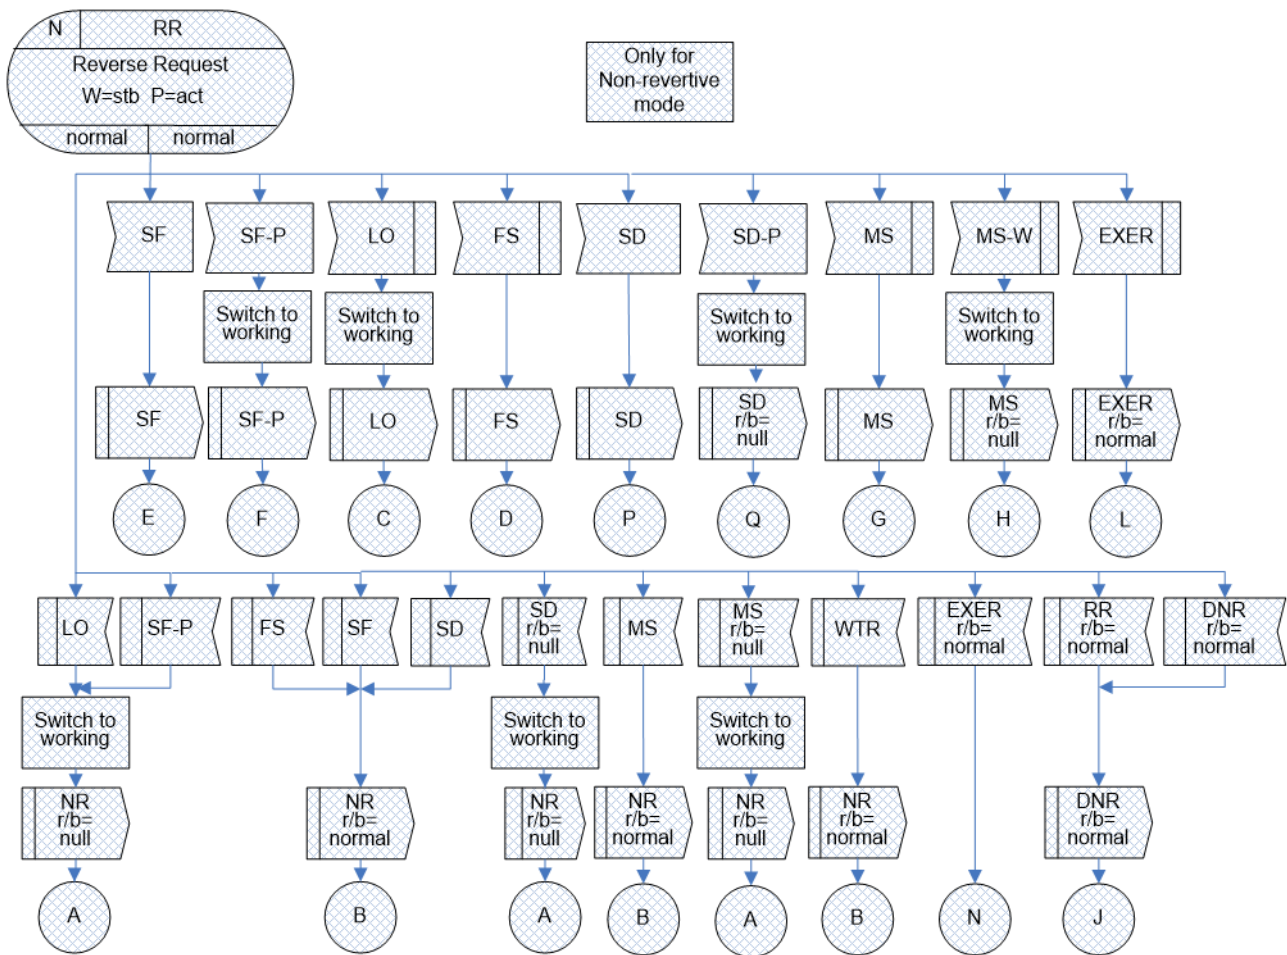 N RR
Reverse Request
W=stb P=act
normal normal
Only for
Non-revertive
mode
SF SF-P LO FS SD SD-P MS MS-W EXER
Switch to
working
Switch to
working
Switch to
working
Switch to
working
SF
SF-P
LO
FS
SD
SD
r/b=
null
MS
MS
r/b=
null
EXER
r/b=
normal
E F C D P Q G H L
LO
SF-P
FS
SF
SD
SD
r/b=
null
MS
MS
r/b=
null
WTR
EXER
r/b=
normal
RR
r/b=
normal
DNR
r/b=
normal
Switch to
working
Switch to
working
Switch to
working
NR
r/b=
null
NR
r/b=
normal
NR
r/b=
null
NR
r/b=
normal
NR
r/b=
null
NR
r/b=
normal
DNR
r/b=
normal
A B A B A B N J